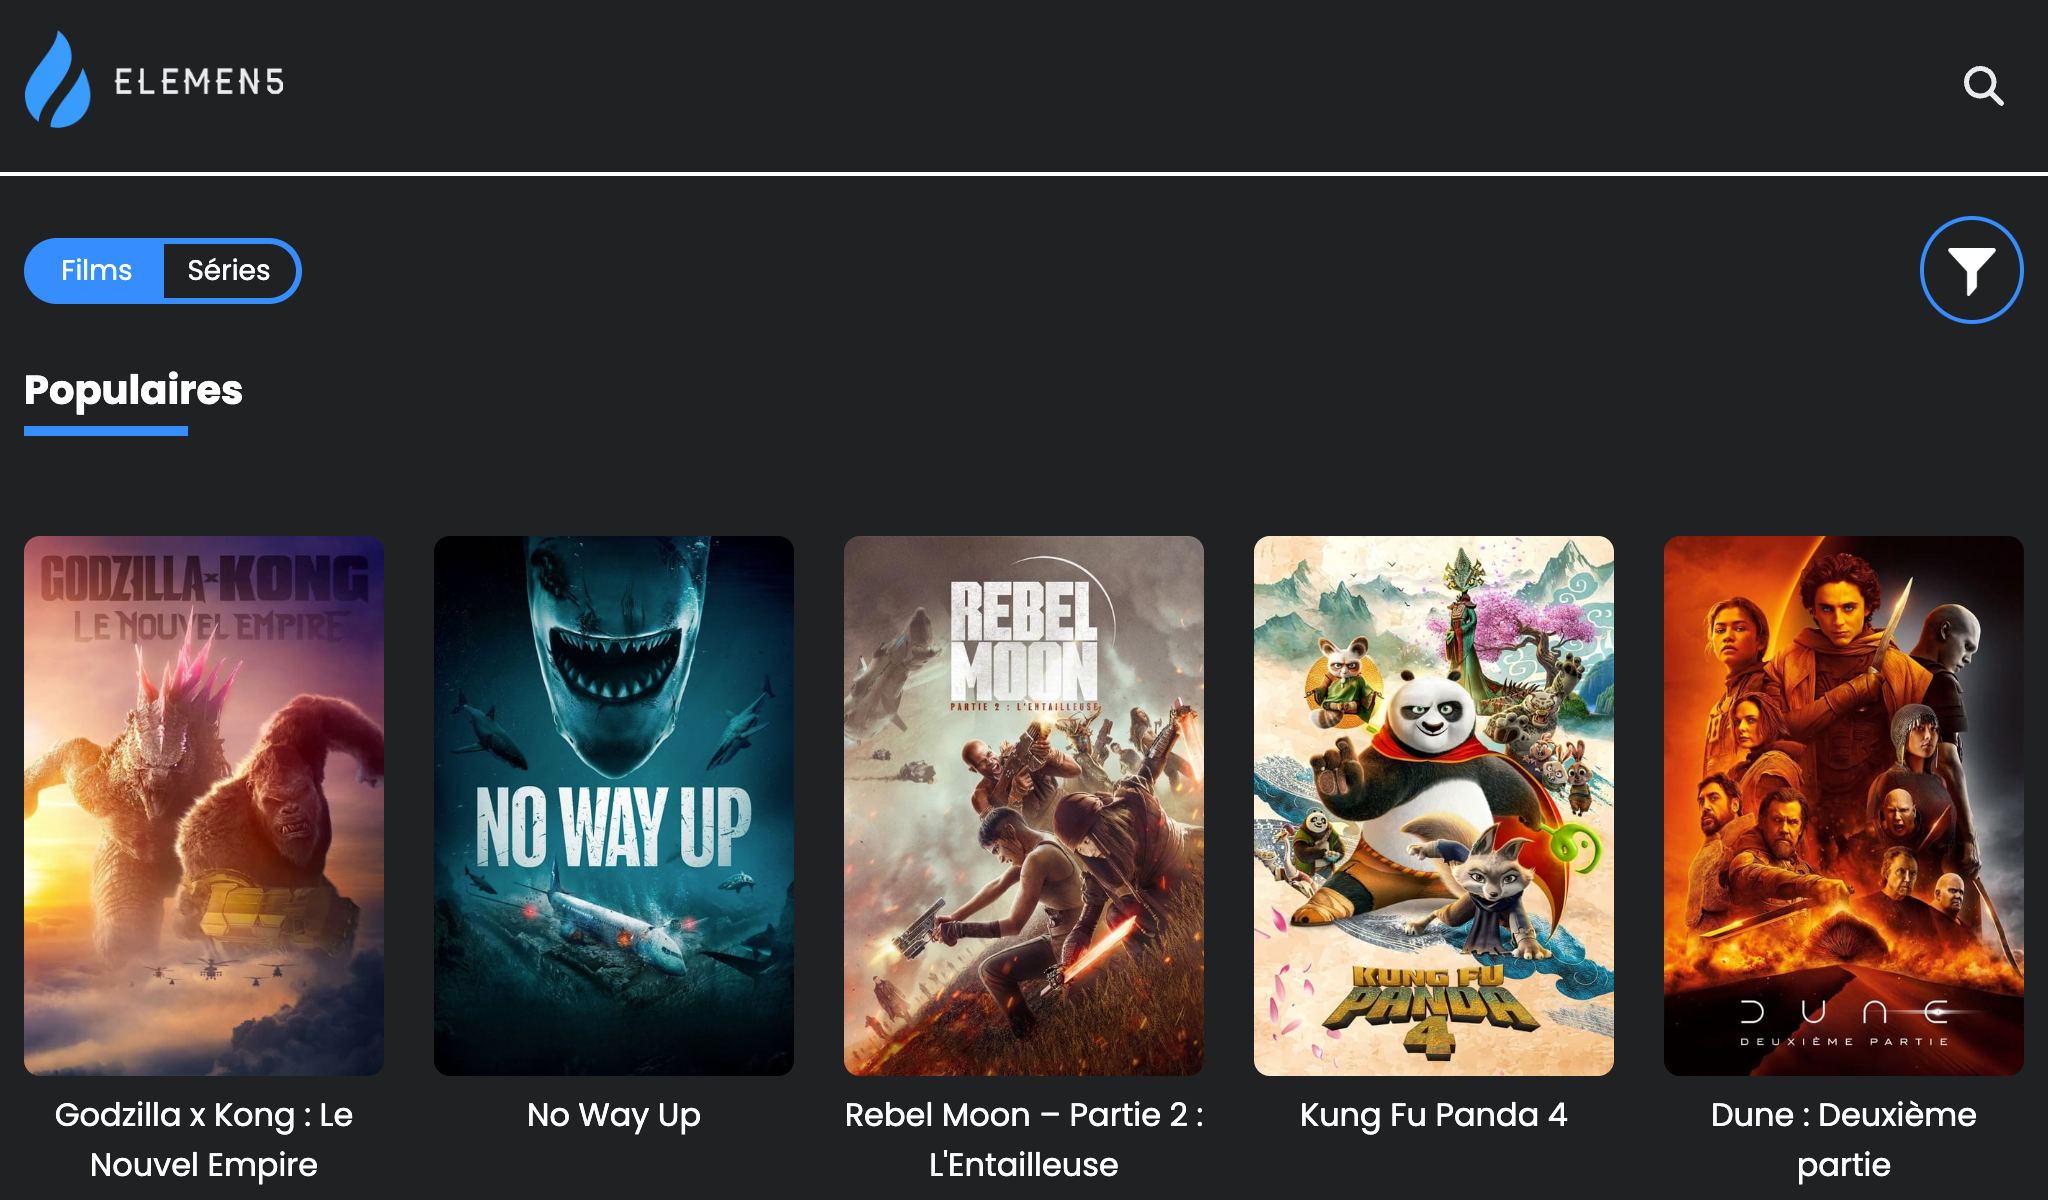 ELEMEN5
Films
Séries
Populaires
GODZILLA x KONG
LE NOUVEL EMPIRE
NO WAY UP
REBEL
MOON
PARTIE 2 : L'ENTAILLEUSE
KUNG FU
PANDA
4
DUNE
DEUXIÈME PARTIE
Godzilla x Kong : Le
Nouvel Empire
No Way Up
Rebel Moon – Partie 2 :
L'Entailleuse
Kung Fu Panda 4
Dune : Deuxième
partie